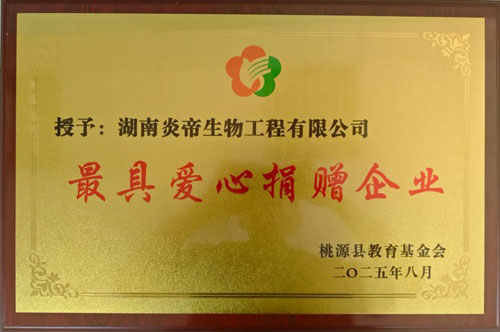 授予：湖南炎帝生物工程有限公司
最具爱心捐赠企业
桃源县教育基金会
二〇二五年八月